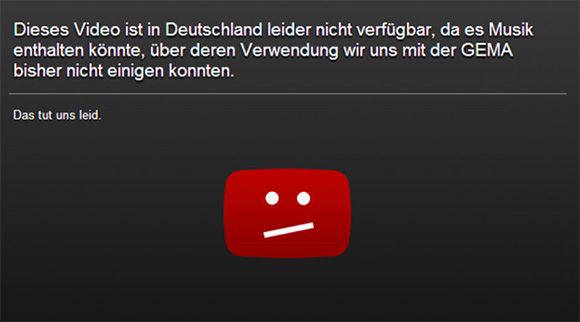 Dieses Video ist in Deutschland leider nicht verfügbar, da es Musik
enthalten könnte, über deren Verwendung wir uns mit der GEMA
bisher nicht einigen konnten.
Das tut uns leid.